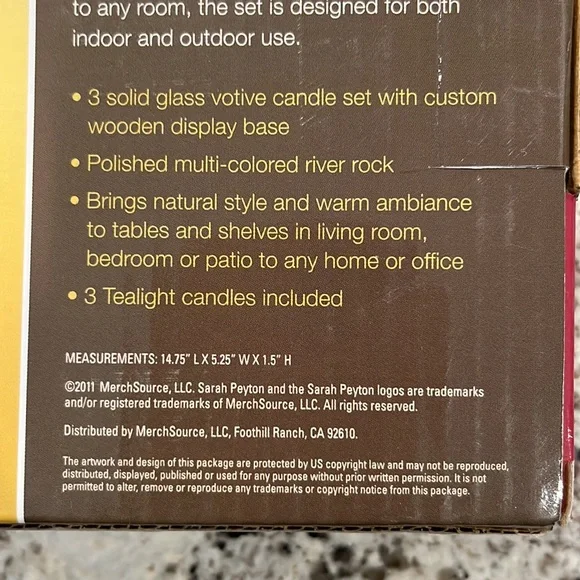 to any room, the set is designed for both
indoor and outdoor use.
• 3 solid glass votive candle set with custom
wooden display base
• Polished multi-colored river rock
• Brings natural style and warm ambiance
to tables and shelves in living room,
bedroom or patio to any home or office
• 3 Tealight candles included
MEASUREMENTS: 14.75" L X 5.25" W X 1.5" H
©2011 MerchSource, LLC. Sarah Peyton and the Sarah Peyton logos are trademarks
and/or registered trademarks of MerchSource, LLC. All rights reserved.
Distributed by MerchSource, LLC, Foothill Ranch, CA 92610.
The artwork and design of this package are protected by US copyright law and may not be reproduced,
distributed, displayed, published or used for any purpose without prior written permission. It is not
permitted to alter, remove or reproduce any trademarks or copyright notice from this package.